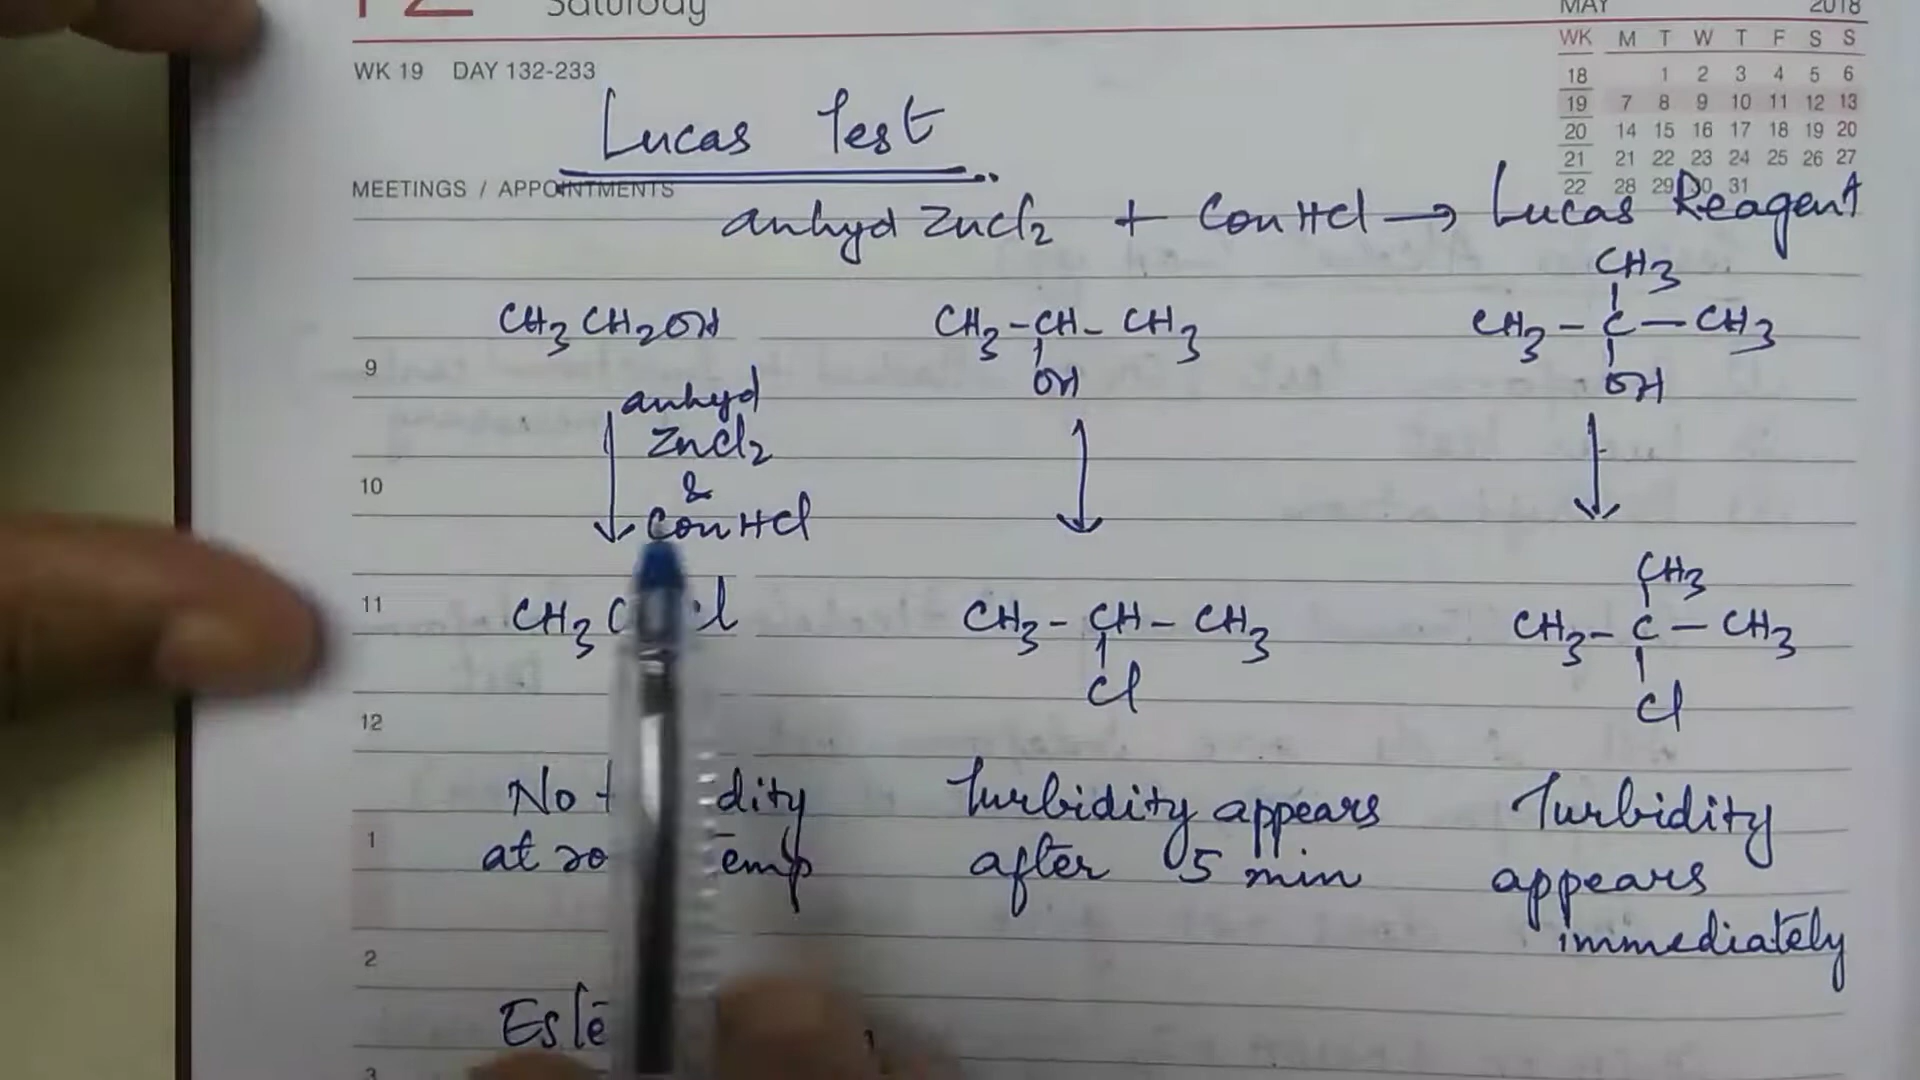 Saturday
MAY 2018
WK M T W T F S S
18 1 2 3 4 5 6
19 7 8 9 10 11 12 13
20 14 15 16 17 18 19 20
21 21 22 23 24 25 26 27
22 28 29 30 31
WK 19 DAY 132-233
Lucas Test
MEETINGS / APPOINTMENTS
anhyd ZnCl2 + Con HCl → Lucas Reagent
CH3
CH3CH2OH CH3-CH-CH3 CH3-C-CH3
OH OH
9
anhyd
ZnCl2
&
10
Con HCl
CH3
11
CH3 CH3-CH-CH3 CH3-C-CH3
Cl Cl
12
No Turbidity appears Turbidity
1
at after 5 min appears
immediately
2
3